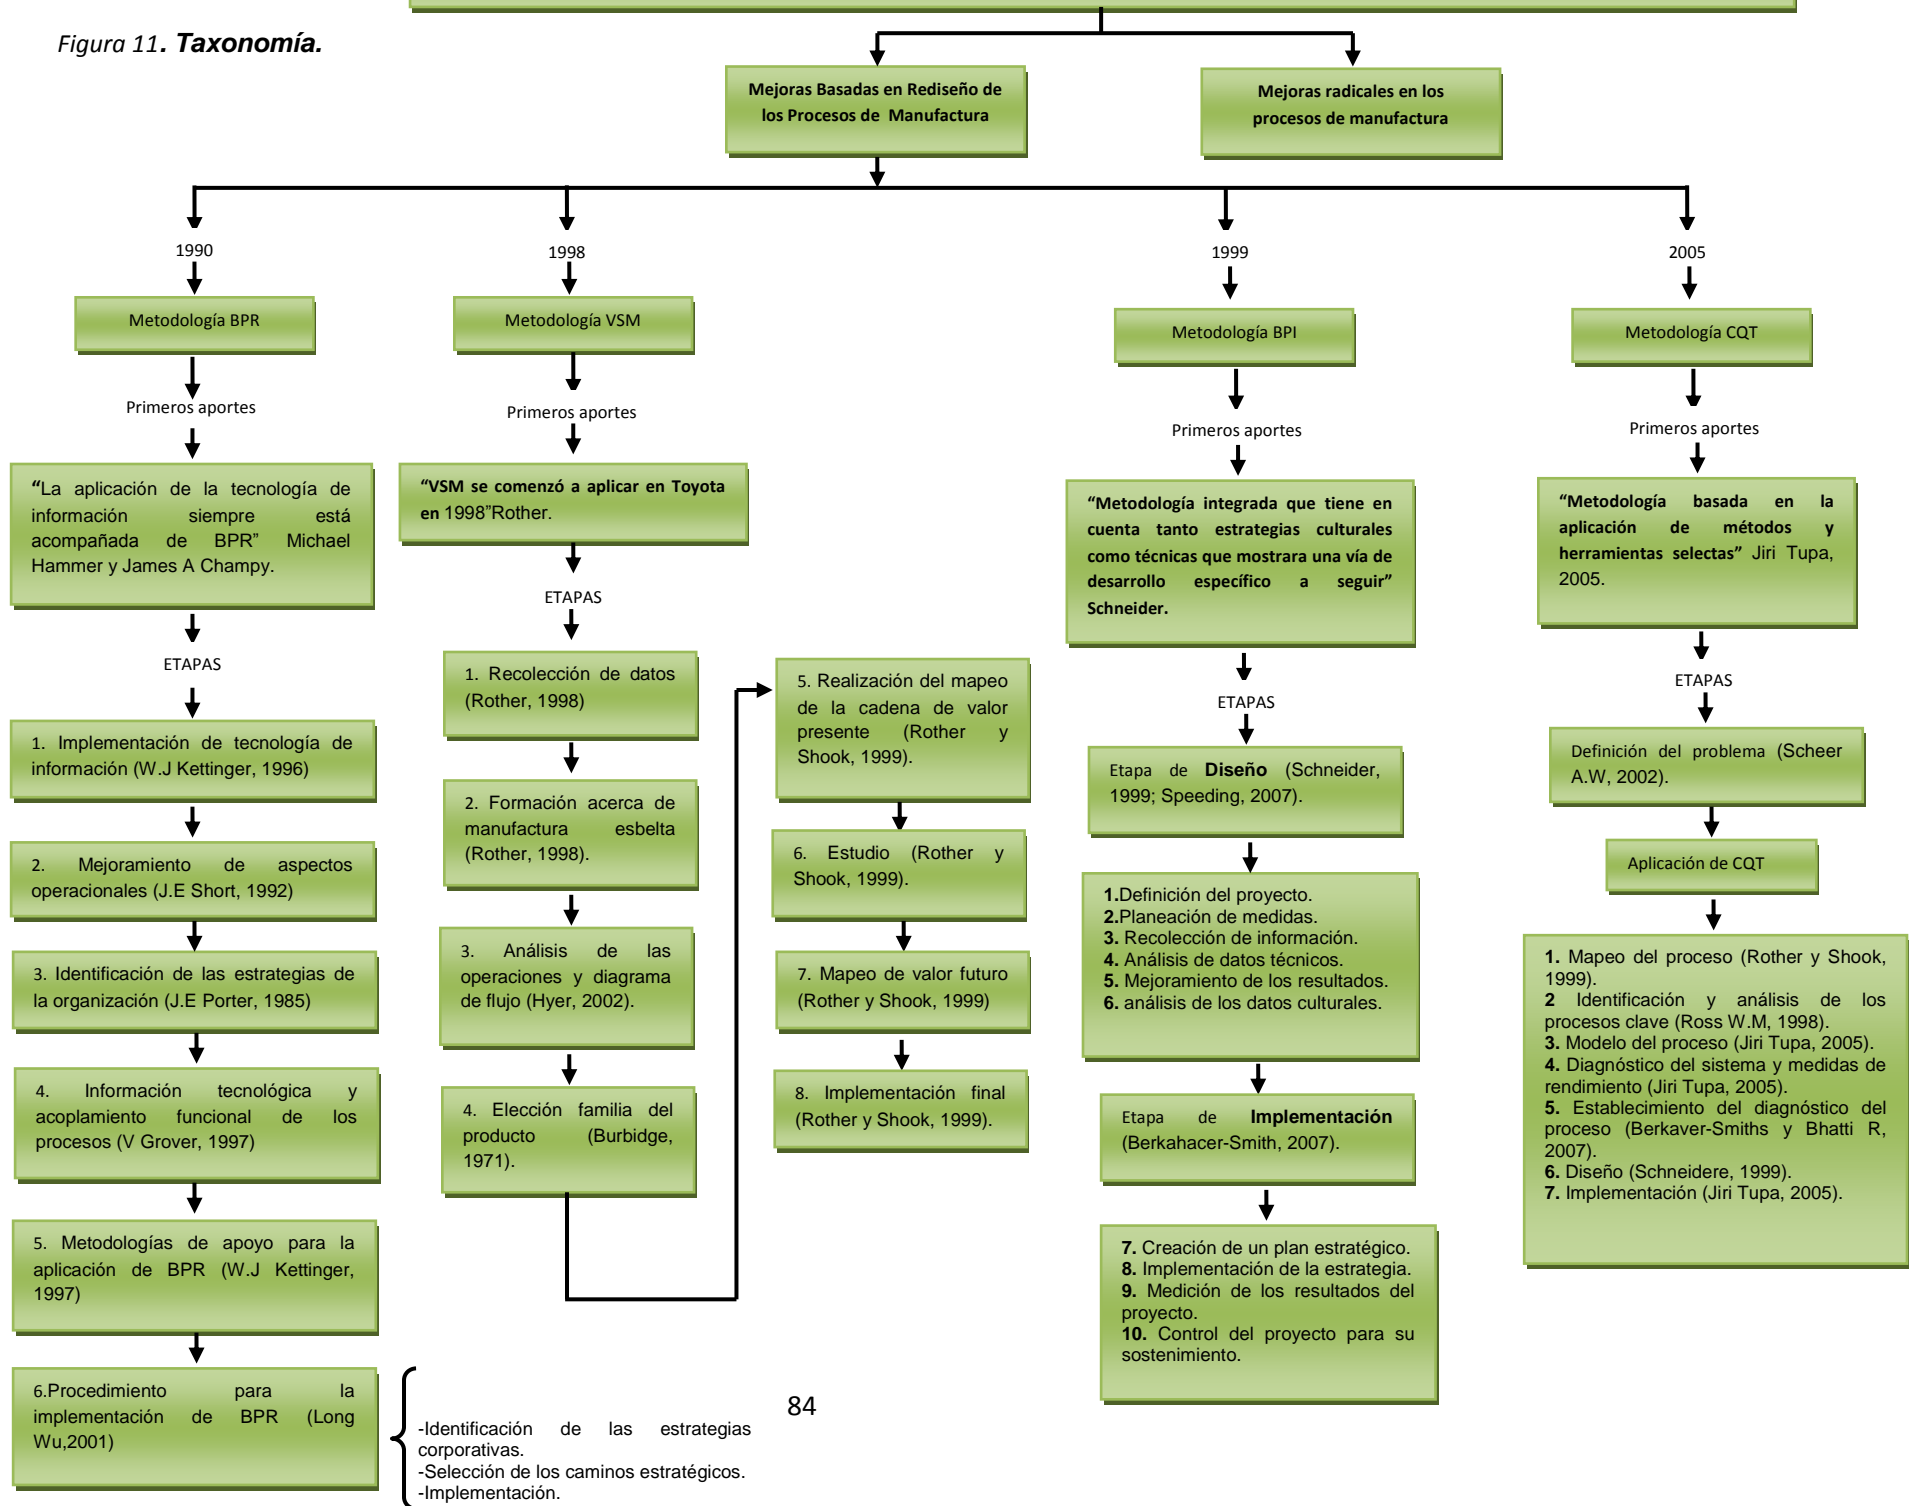 Figura 11. Taxonomía.
Mejoras Basadas en Rediseño de
los Procesos de Manufactura
Mejoras radicales en los
procesos de manufactura
1990
Metodología BPR
Primeros aportes
“La aplicación de la tecnología de
información siempre está
acompañada de BPR” Michael
Hammer y James A Champy.
ETAPAS
1. Implementación de tecnología de
información (W.J Kettinger, 1996)
2. Mejoramiento de aspectos
operacionales (J.E Short, 1992)
3. Identificación de las estrategias de
la organización (J.E Porter, 1985)
4. Información tecnológica y
acoplamiento funcional de los
procesos (V Grover, 1997)
5. Metodologías de apoyo para la
aplicación de BPR (W.J Kettinger,
1997)
6.Procedimiento para la
implementación de BPR (Long
Wu,2001)
-Identificación de las estrategias
corporativas.
-Selección de los caminos estratégicos.
-Implementación.
1998
Metodología VSM
Primeros aportes
“VSM se comenzó a aplicar en Toyota
en 1998”Rother.
ETAPAS
1. Recolección de datos
(Rother, 1998)
2. Formación acerca de
manufactura esbelta
(Rother, 1998).
3. Análisis de las
operaciones y diagrama
de flujo (Hyer, 2002).
4. Elección familia del
producto (Burbidge,
1971).
5. Realización del mapeo
de la cadena de valor
presente (Rother y
Shook, 1999).
6. Estudio (Rother y
Shook, 1999).
7. Mapeo de valor futuro
(Rother y Shook, 1999)
8. Implementación final
(Rother y Shook, 1999).
1999
Metodología BPI
Primeros aportes
“Metodología integrada que tiene en
cuenta tanto estrategias culturales
como técnicas que mostrara una vía de
desarrollo específico a seguir”
Schneider.
ETAPAS
Etapa de Diseño (Schneider,
1999; Speeding, 2007).
1.Definición del proyecto.
2.Planeación de medidas.
3. Recolección de información.
4. Análisis de datos técnicos.
5. Mejoramiento de los resultados.
6. análisis de los datos culturales.
Etapa de Implementación
(Berkahacer-Smith, 2007).
7. Creación de un plan estratégico.
8. Implementación de la estrategia.
9. Medición de los resultados del
proyecto.
10. Control del proyecto para su
sostenimiento.
2005
Metodología CQT
Primeros aportes
“Metodología basada en la
aplicación de métodos y
herramientas selectas” Jiri Tupa,
2005.
ETAPAS
Definición del problema (Scheer
A.W, 2002).
Aplicación de CQT
1. Mapeo del proceso (Rother y Shook,
1999).
2 Identificación y análisis de los
procesos clave (Ross W.M, 1998).
3. Modelo del proceso (Jiri Tupa, 2005).
4. Diagnóstico del sistema y medidas de
rendimiento (Jiri Tupa, 2005).
5. Establecimiento del diagnóstico del
proceso (Berkaver-Smiths y Bhatti R,
2007).
6. Diseño (Schneidere, 1999).
7. Implementación (Jiri Tupa, 2005).
84